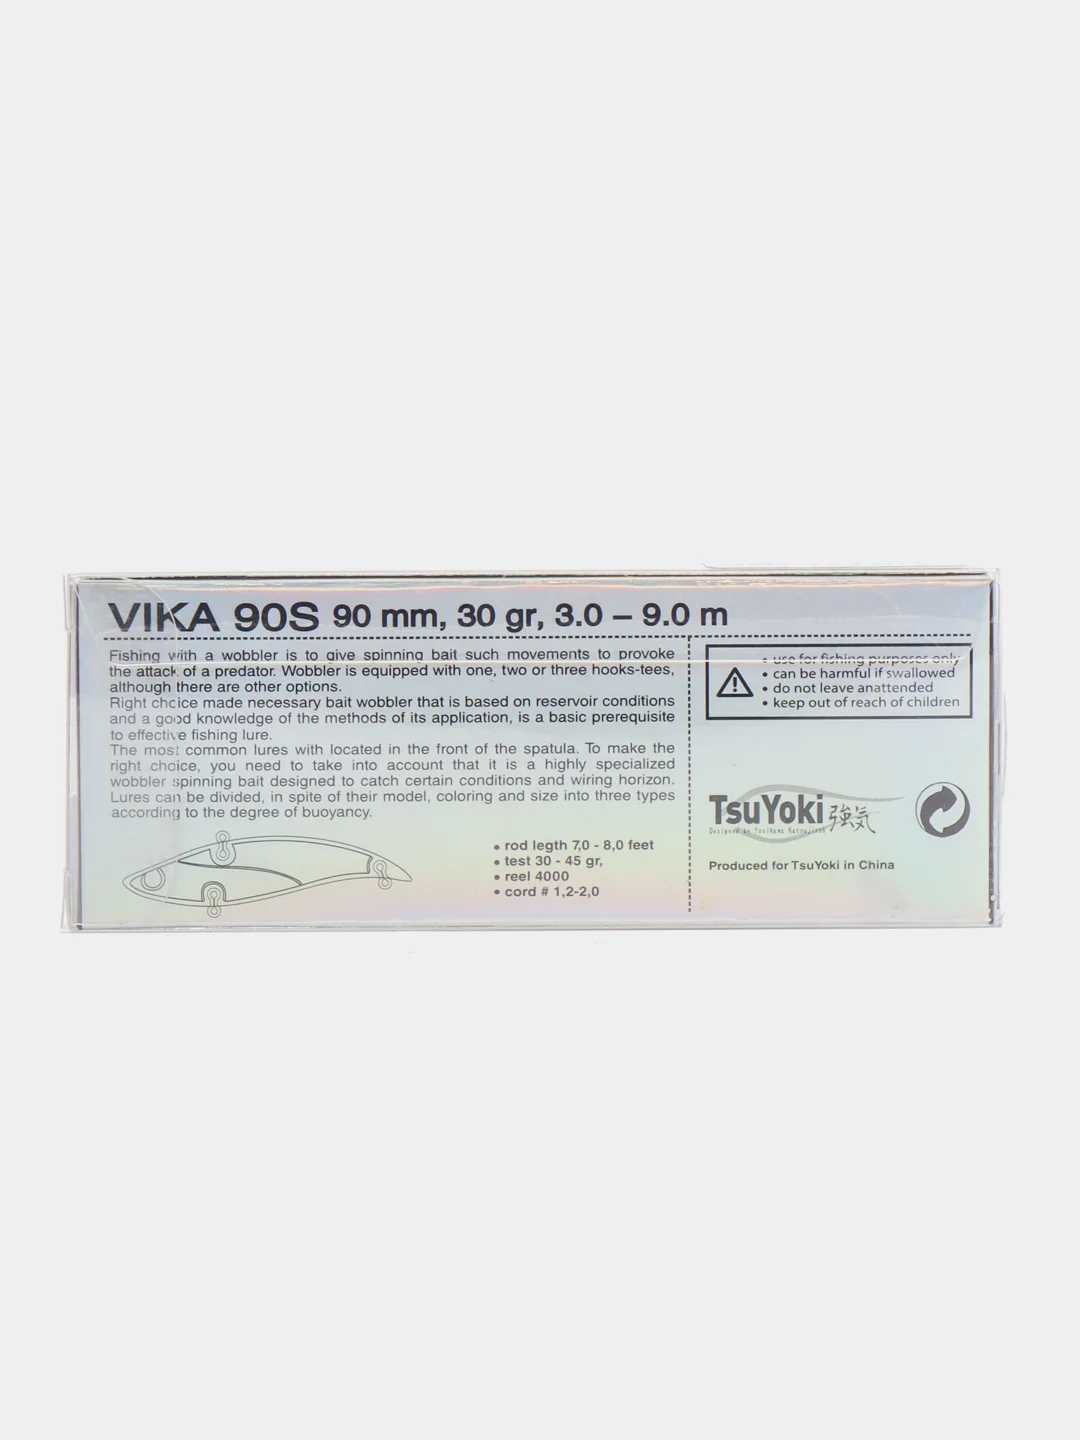 VIKA 90S 90 mm, 30 gr, 3.0 – 9.0 m
Fishing with a wobbler is to give spinning bait such movements to provoke
the attack of a predator. Wobbler is equipped with one, two or three hooks-tees,
although there are other options.
Right choice made necessary bait wobbler that is based on reservoir conditions
and a good knowledge of the methods of its application, is a basic prerequisite
to effective fishing lure.
The most common lures with located in the front of the spatula. To make the
right choice, you need to take into account that it is a highly specialized
wobbler spinning bait designed to catch certain conditions and wiring horizon.
Lures can be divided, in spite of their model, coloring and size into three types
according to the degree of buoyancy.
• rod legth 7,0 - 8,0 feet
• test 30 - 45 gr,
• reel 4000
• cord # 1,2-2,0
• use for fishing purposes only
• can be harmful if swallowed
• do not leave anattended
• keep out of reach of children
TsuYoki 強気
Designed by
Produced for TsuYoki in China